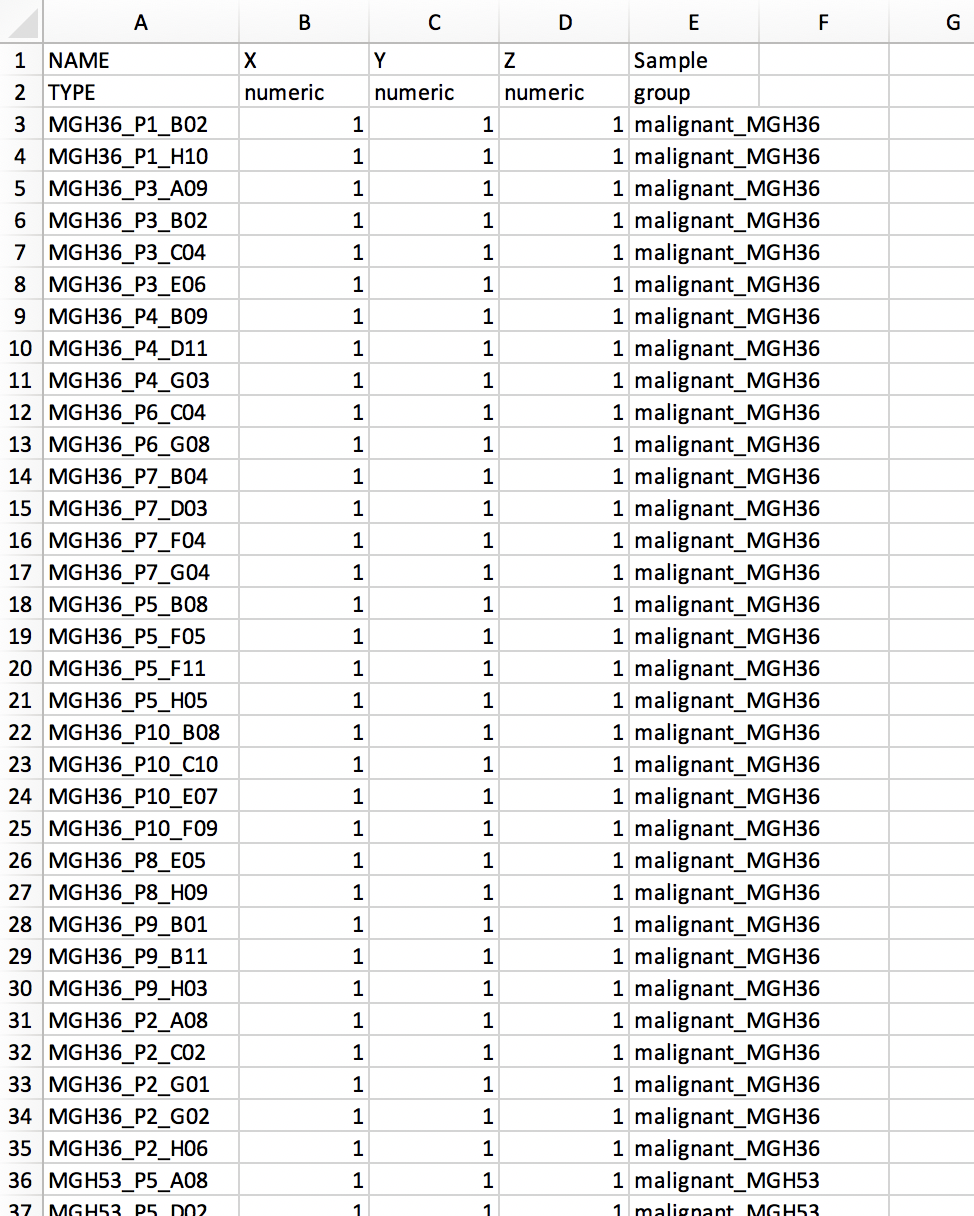 A B C D E F G
1 NAME X Y Z Sample
2 TYPE numeric numeric numeric group
3 MGH36_P1_B02 1 1 1 malignant_MGH36
4 MGH36_P1_H10 1 1 1 malignant_MGH36
5 MGH36_P3_A09 1 1 1 malignant_MGH36
6 MGH36_P3_B02 1 1 1 malignant_MGH36
7 MGH36_P3_C04 1 1 1 malignant_MGH36
8 MGH36_P3_E06 1 1 1 malignant_MGH36
9 MGH36_P4_B09 1 1 1 malignant_MGH36
10 MGH36_P4_D11 1 1 1 malignant_MGH36
11 MGH36_P4_G03 1 1 1 malignant_MGH36
12 MGH36_P6_C04 1 1 1 malignant_MGH36
13 MGH36_P6_G08 1 1 1 malignant_MGH36
14 MGH36_P7_B04 1 1 1 malignant_MGH36
15 MGH36_P7_D03 1 1 1 malignant_MGH36
16 MGH36_P7_F04 1 1 1 malignant_MGH36
17 MGH36_P7_G04 1 1 1 malignant_MGH36
18 MGH36_P5_B08 1 1 1 malignant_MGH36
19 MGH36_P5_F05 1 1 1 malignant_MGH36
20 MGH36_P5_F11 1 1 1 malignant_MGH36
21 MGH36_P5_H05 1 1 1 malignant_MGH36
22 MGH36_P10_B08 1 1 1 malignant_MGH36
23 MGH36_P10_C10 1 1 1 malignant_MGH36
24 MGH36_P10_E07 1 1 1 malignant_MGH36
25 MGH36_P10_F09 1 1 1 malignant_MGH36
26 MGH36_P8_E05 1 1 1 malignant_MGH36
27 MGH36_P8_H09 1 1 1 malignant_MGH36
28 MGH36_P9_B01 1 1 1 malignant_MGH36
29 MGH36_P9_B11 1 1 1 malignant_MGH36
30 MGH36_P9_H03 1 1 1 malignant_MGH36
31 MGH36_P2_A08 1 1 1 malignant_MGH36
32 MGH36_P2_C02 1 1 1 malignant_MGH36
33 MGH36_P2_G01 1 1 1 malignant_MGH36
34 MGH36_P2_G02 1 1 1 malignant_MGH36
35 MGH36_P2_H06 1 1 1 malignant_MGH36
36 MGH53_P5_A08 1 1 1 malignant_MGH53
37 MGH53_P5_D02 1 1 1 malignant_MGH53